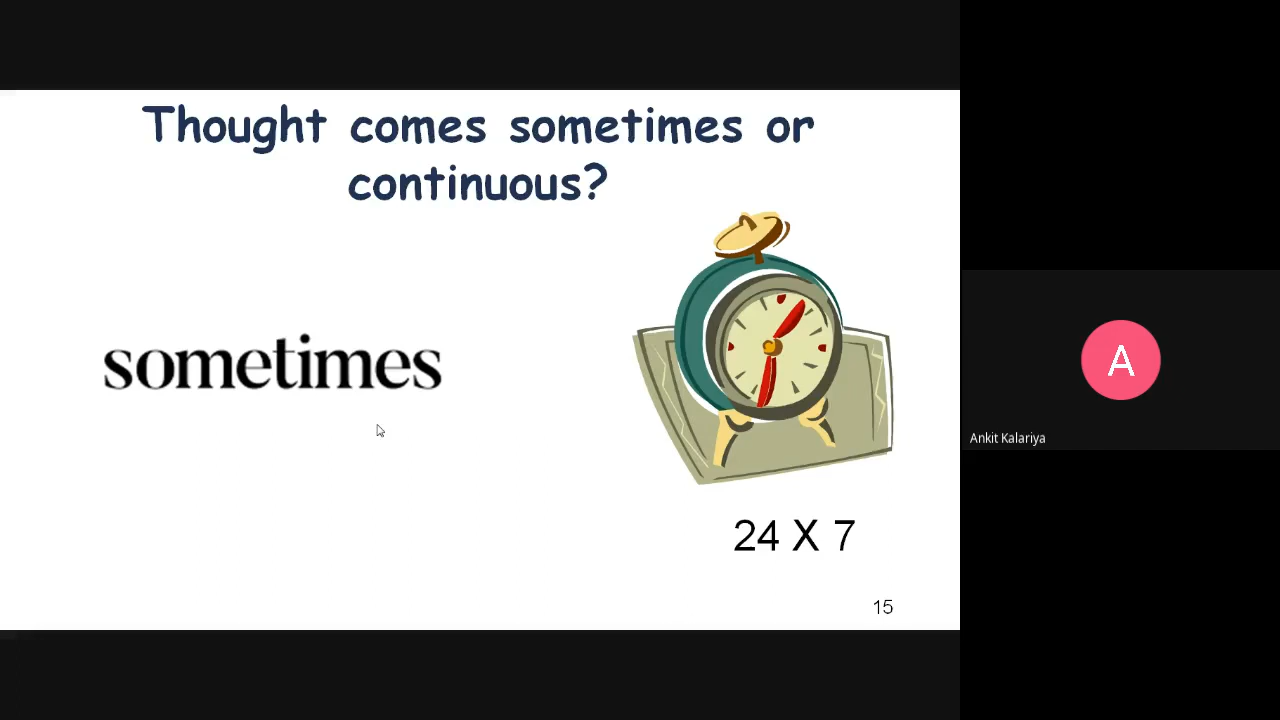 Thought comes sometimes or
continuous?
sometimes
24 X 7
15
A
Ankit Kalariya